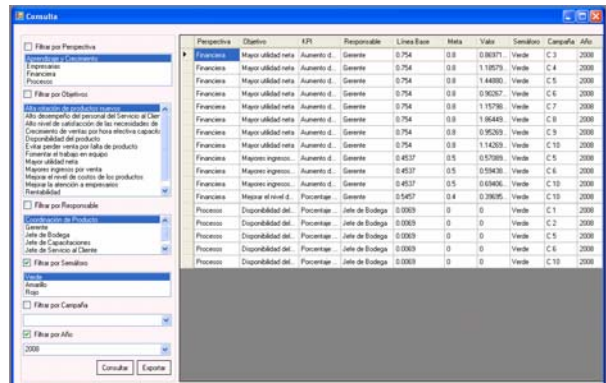 Consulta
Filtrar por Perspectiva
Aprendizaje y Crecimiento
Empresarias
Financiera
Procesos
Filtrar por Objetivos
Alta rotación de productos nuevos
Alto desempeño del personal del Servicio al Clier
Alto nivel de satisfacción de las necesidades de
Crecimiento de ventas por hora efectiva capacit
Disponibilidad del producto
Evitar perder venta por falta de producto
Fomentar el trabajo en equipo
Mayor utilidad neta
Mayores ingresos por venta
Mejorar el nivel de costos de los productos
Mejorar la atención a empresarias
Rentabilidad
Filtrar por Responsable
Coordinación de Producto
Gerente
Jefe de Bodega
Jefe de Capacitaciones
Jefe de Servicio al Cliente
Filtrar por Semáforo
Verde
Amarillo
Rojo
Filtrar por Campaña
Filtrar por Año
2008
Consultar Exportar
Perspectiva Objetivo KPI Responsable Línea Base Meta Valor Semáforo Campaña Año
Financiera Mayor utilidad neta Aumento d... Gerente 0.754 0.8 0.86971... Verde C 3 2008
Financiera Mayor utilidad neta Aumento d... Gerente 0.754 0.8 1.18579... Verde C 4 2008
Financiera Mayor utilidad neta Aumento d... Gerente 0.754 0.8 1.44880... Verde C 5 2008
Financiera Mayor utilidad neta Aumento d... Gerente 0.754 0.8 0.90267... Verde C 6 2008
Financiera Mayor utilidad neta Aumento d... Gerente 0.754 0.8 1.15798... Verde C 7 2008
Financiera Mayor utilidad neta Aumento d... Gerente 0.754 0.8 1.86449... Verde C 8 2008
Financiera Mayor utilidad neta Aumento d... Gerente 0.754 0.8 0.95269... Verde C 9 2008
Financiera Mayor utilidad neta Aumento d... Gerente 0.754 0.8 1.14269... Verde C 10 2008
Financiera Mayores ingresos... Aumento d... Gerente 0.4537 0.5 0.57089... Verde C 5 2008
Financiera Mayores ingresos... Aumento d... Gerente 0.4537 0.5 0.59438... Verde C 6 2008
Financiera Mayores ingresos... Aumento d... Gerente 0.4537 0.5 0.69406... Verde C 10 2008
Financiera Mejorar el nivel d... Porcentaje ... Gerente 0.5457 0.4 0.39695... Verde C 10 2008
Procesos Disponibilidad del... Porcentaje ... Jefe de Bodega 0.0069 0 0 Verde C 1 2008
Procesos Disponibilidad del... Porcentaje ... Jefe de Bodega 0.0069 0 0 Verde C 2 2008
Procesos Disponibilidad del... Porcentaje ... Jefe de Bodega 0.0069 0 0 Verde C 5 2008
Procesos Disponibilidad del... Porcentaje ... Jefe de Bodega 0.0069 0 0 Verde C 6 2008
Procesos Disponibilidad del... Porcentaje ... Jefe de Bodega 0.0069 0 0 Verde C 10 2008